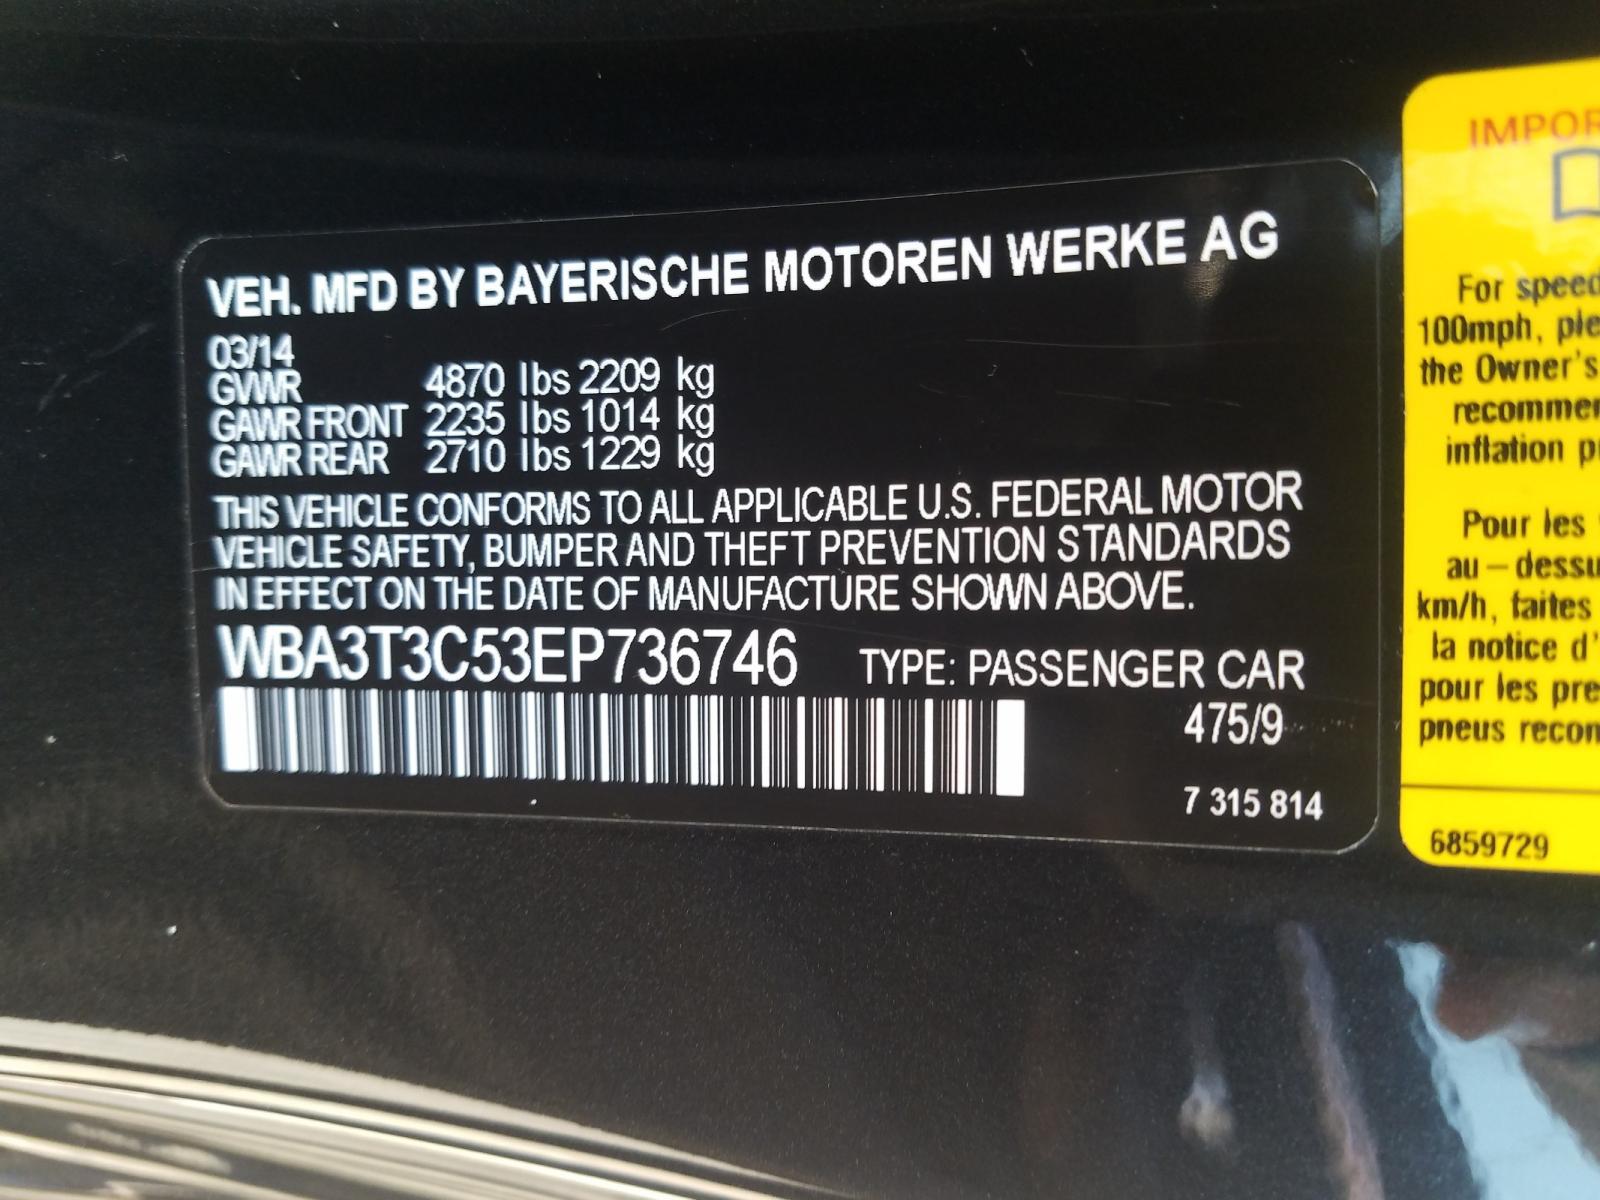 VEH. MFD BY BAYERISCHE MOTOREN WERKE AG
03/14
GVWR 4870 lbs 2209 kg
GAWR FRONT 2235 lbs 1014 kg
GAWR REAR 2710 lbs 1229 kg
THIS VEHICLE CONFORMS TO ALL APPLICABLE U.S. FEDERAL MOTOR
VEHICLE SAFETY, BUMPER AND THEFT PREVENTION STANDARDS
IN EFFECT ON THE DATE OF MANUFACTURE SHOWN ABOVE.
WBA3T3C53EP736746 TYPE: PASSENGER CAR
475/9
7 315 814
IMPOR
For speed
100mph, ple
the Owner's
recommen
inflation p
Pour les
au-dessu
km/h, faites
la notice d'
pour les pre
pneus recom
6859729